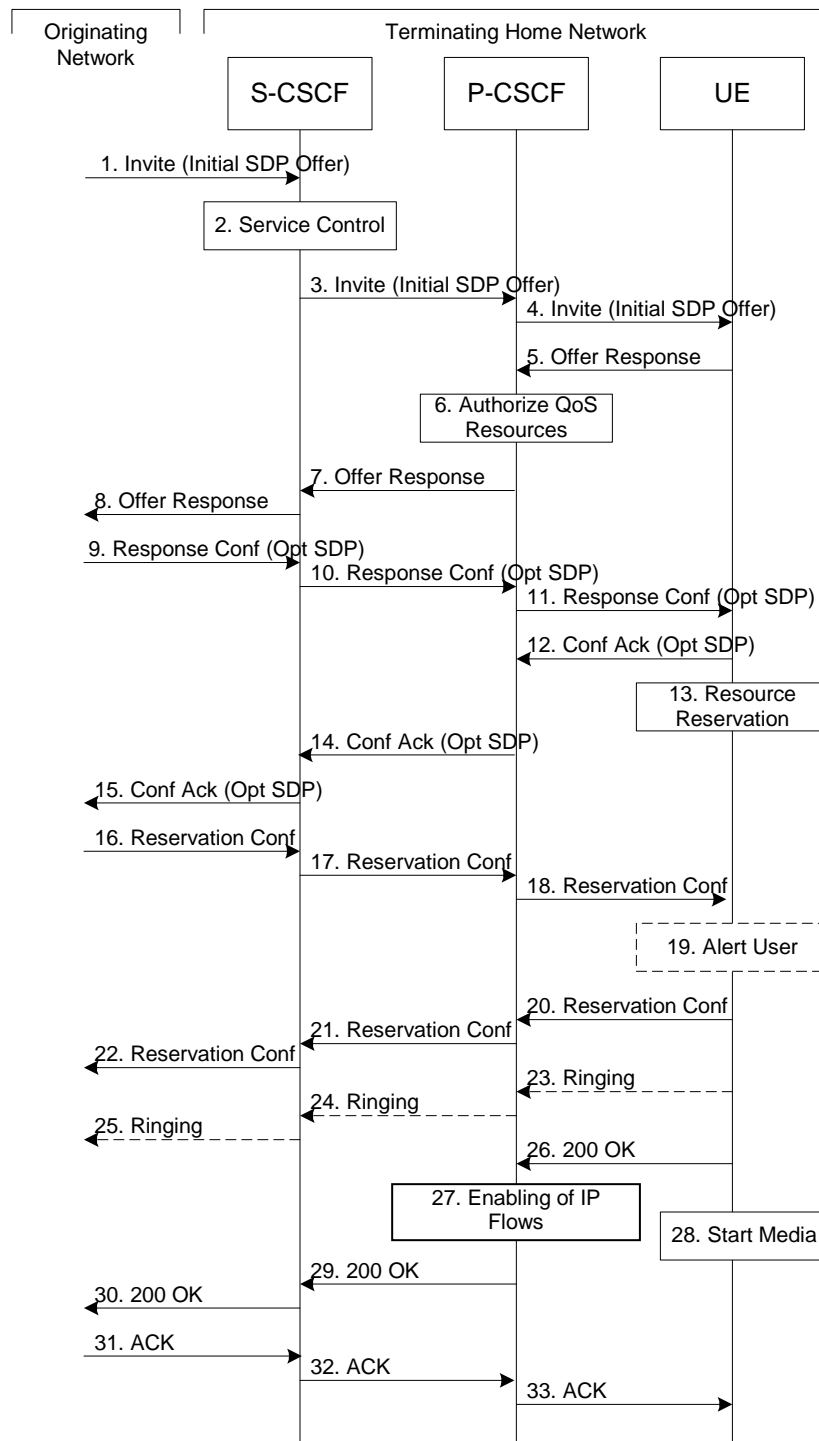 Originating
Network
Terminating Home Network
S-CSCF
P-CSCF
UE
1. Invite (Initial SDP Offer)
2. Service Control
3. Invite (Initial SDP Offer)
4. Invite (Initial SDP Offer)
5. Offer Response
6. Authorize QoS
Resources
7. Offer Response
8. Offer Response
9. Response Conf (Opt SDP)
10. Response Conf (Opt SDP)
11. Response Conf (Opt SDP)
12. Conf Ack (Opt SDP)
13. Resource
Reservation
14. Conf Ack (Opt SDP)
15. Conf Ack (Opt SDP)
16. Reservation Conf
17. Reservation Conf
18. Reservation Conf
19. Alert User
20. Reservation Conf
21. Reservation Conf
22. Reservation Conf
23. Ringing
24. Ringing
25. Ringing
26. 200 OK
27. Enabling of IP
Flows
28. Start Media
29. 200 OK
30. 200 OK
31. ACK
32. ACK
33. ACK